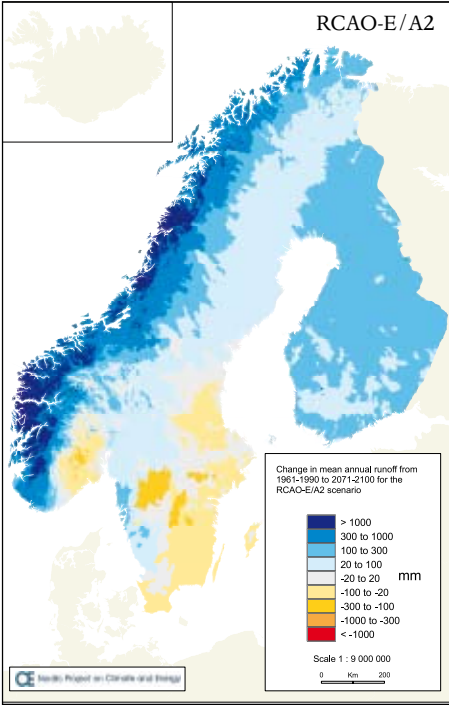 RCAO-E/A2
Change in mean annual runoff from
1961-1990 to 2071-2100 for the
RCAO-E/A2 scenario
> 1000
300 to 1000
100 to 300
20 to 100
-20 to 20
mm
-100 to -20
-300 to -100
-1000 to -300
< -1000
Scale 1 : 9 000 000
0 Km 200
CE Nordic Project on Climate and Energy